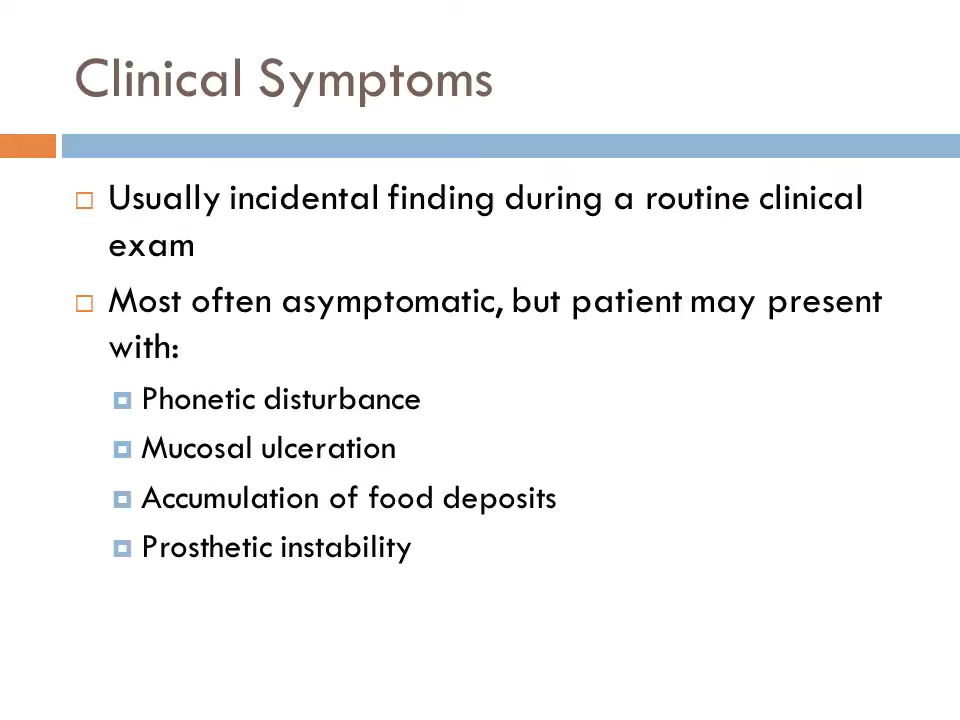 Clinical Symptoms
Usually incidental finding during a routine clinical
exam
Most often asymptomatic, but patient may present
with:
Phonetic disturbance
Mucosal ulceration
Accumulation of food deposits
Prosthetic instability